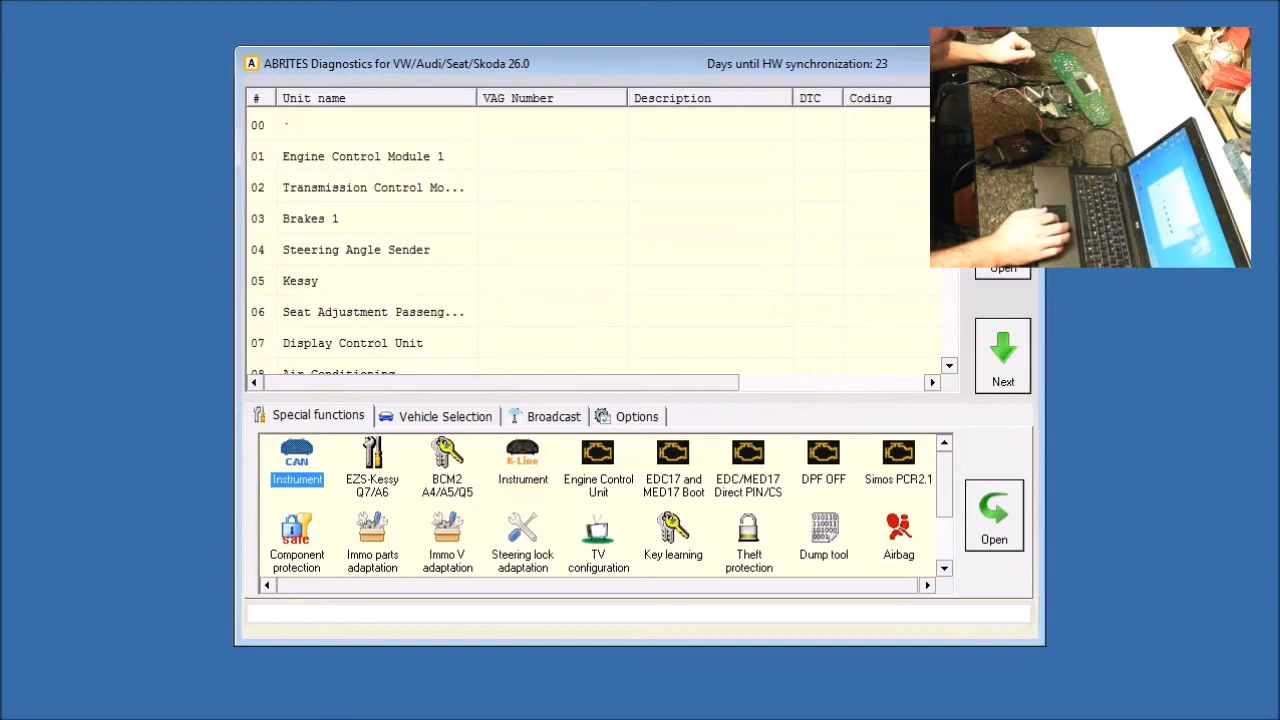 ABRITES Diagnostics for VW/Audi/Seat/Skoda 26.0
Days until HW synchronization: 23
# Unit name VAG Number Description DTC Coding
00 .
01 Engine Control Module 1
02 Transmission Control Mo...
03 Brakes 1
04 Steering Angle Sender
05 Kessy
06 Seat Adjustment Passeng...
07 Display Control Unit
08 Air Conditioning
Open
Next
Special functions
Vehicle Selection
Broadcast
Options
CAN
Instrument
EZS-Kessy
Q7/A6
BCM2
A4/A5/Q5
K-Line
Instrument
Engine Control
Unit
EDC17 and
MED17 Boot
EDC/MED17
Direct PIN/CS
DPF OFF
Simos PCR2.1
safe
Component
protection
Immo parts
adaptation
Immo V
adaptation
Steering lock
adaptation
TV
configuration
Key learning
Theft
protection
Dump tool
Airbag
Open